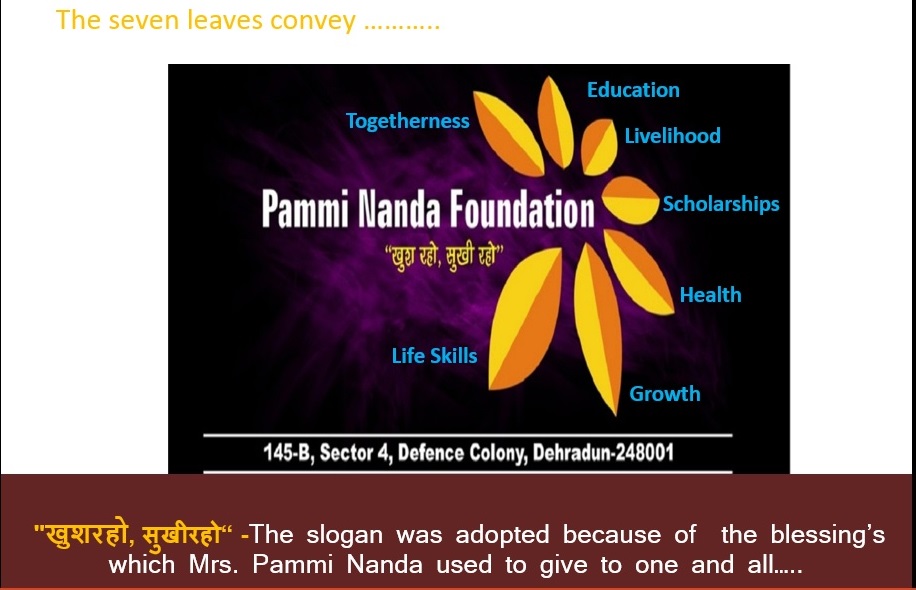 The seven leaves convey ………..
Education
Togetherness
Livelihood
Pammi Nanda Foundation
Scholarships
“खुश रहो, सुखी रहो”
Health
Life Skills
Growth
145-B, Sector 4, Defence Colony, Dehradun-248001
"खुशरहो, सुखीरहो“ -The slogan was adopted because of the blessing’s
which Mrs. Pammi Nanda used to give to one and all…..